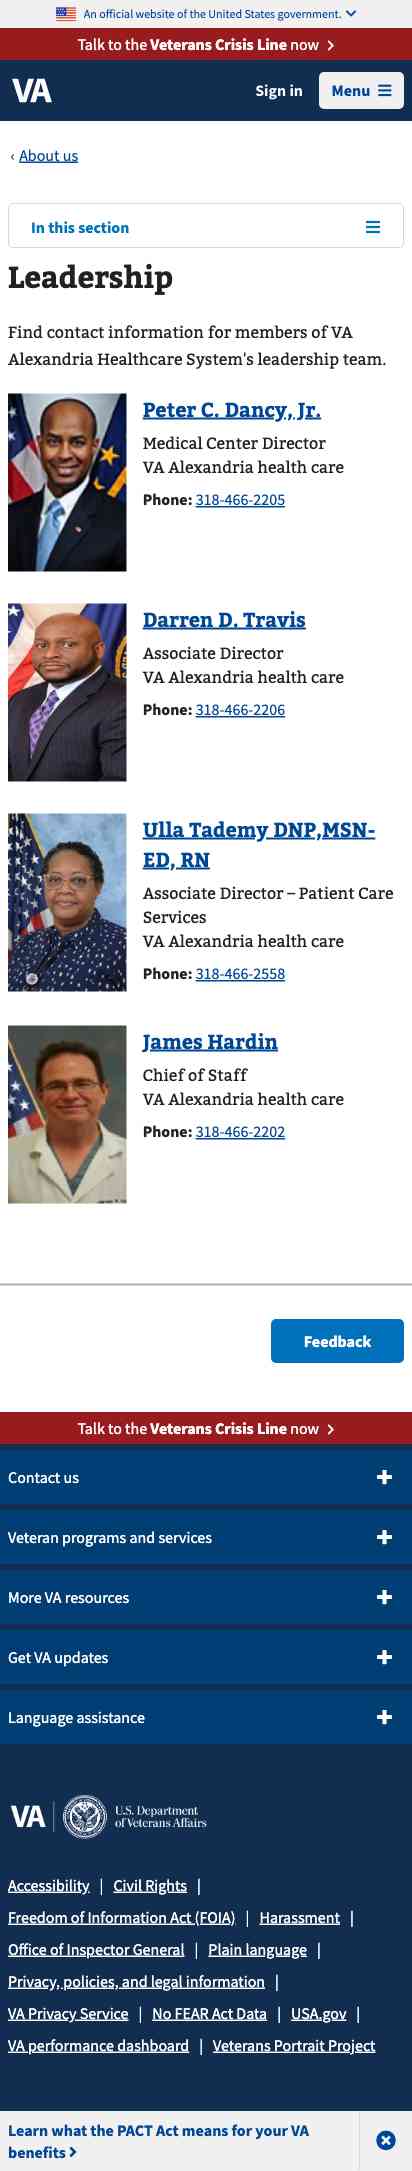 An official website of the United States government.
Talk to the Veterans Crisis Line now
VA
Sign in
Menu
‹ About us
In this section
Leadership
Find contact information for members of VA
Alexandria Healthcare System's leadership team.
Peter C. Dancy, Jr.
Medical Center Director
VA Alexandria health care
Phone: 318-466-2205
Darren D. Travis
Associate Director
VA Alexandria health care
Phone: 318-466-2206
Ulla Tademy DNP,MSN-
ED, RN
Associate Director – Patient Care
Services
VA Alexandria health care
Phone: 318-466-2558
James Hardin
Chief of Staff
VA Alexandria health care
Phone: 318-466-2202
Feedback
Talk to the Veterans Crisis Line now
Contact us
Veteran programs and services
More VA resources
Get VA updates
Language assistance
VA
U.S. Department
of Veterans Affairs
Accessibility | Civil Rights |
Freedom of Information Act (FOIA) | Harassment |
Office of Inspector General | Plain language |
Privacy, policies, and legal information |
VA Privacy Service | No FEAR Act Data | USA.gov |
VA performance dashboard | Veterans Portrait Project
Learn what the PACT Act means for your VA
benefits